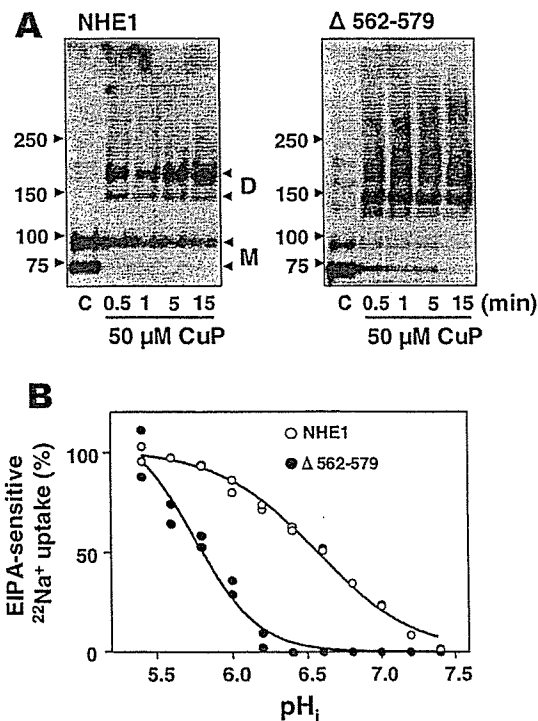 A
NHE1
Δ 562-579
250
150
100
75
D
M
250
150
100
75
C 0.5 1 5 15
50 µM CuP
C 0.5 1 5 15 (min)
50 µM CuP
B
EIPA-sensitive
²²Na⁺ uptake (%)
100
50
0
NHE1
Δ 562-579
5.5 6.0 6.5 7.0 7.5
pHᵢ